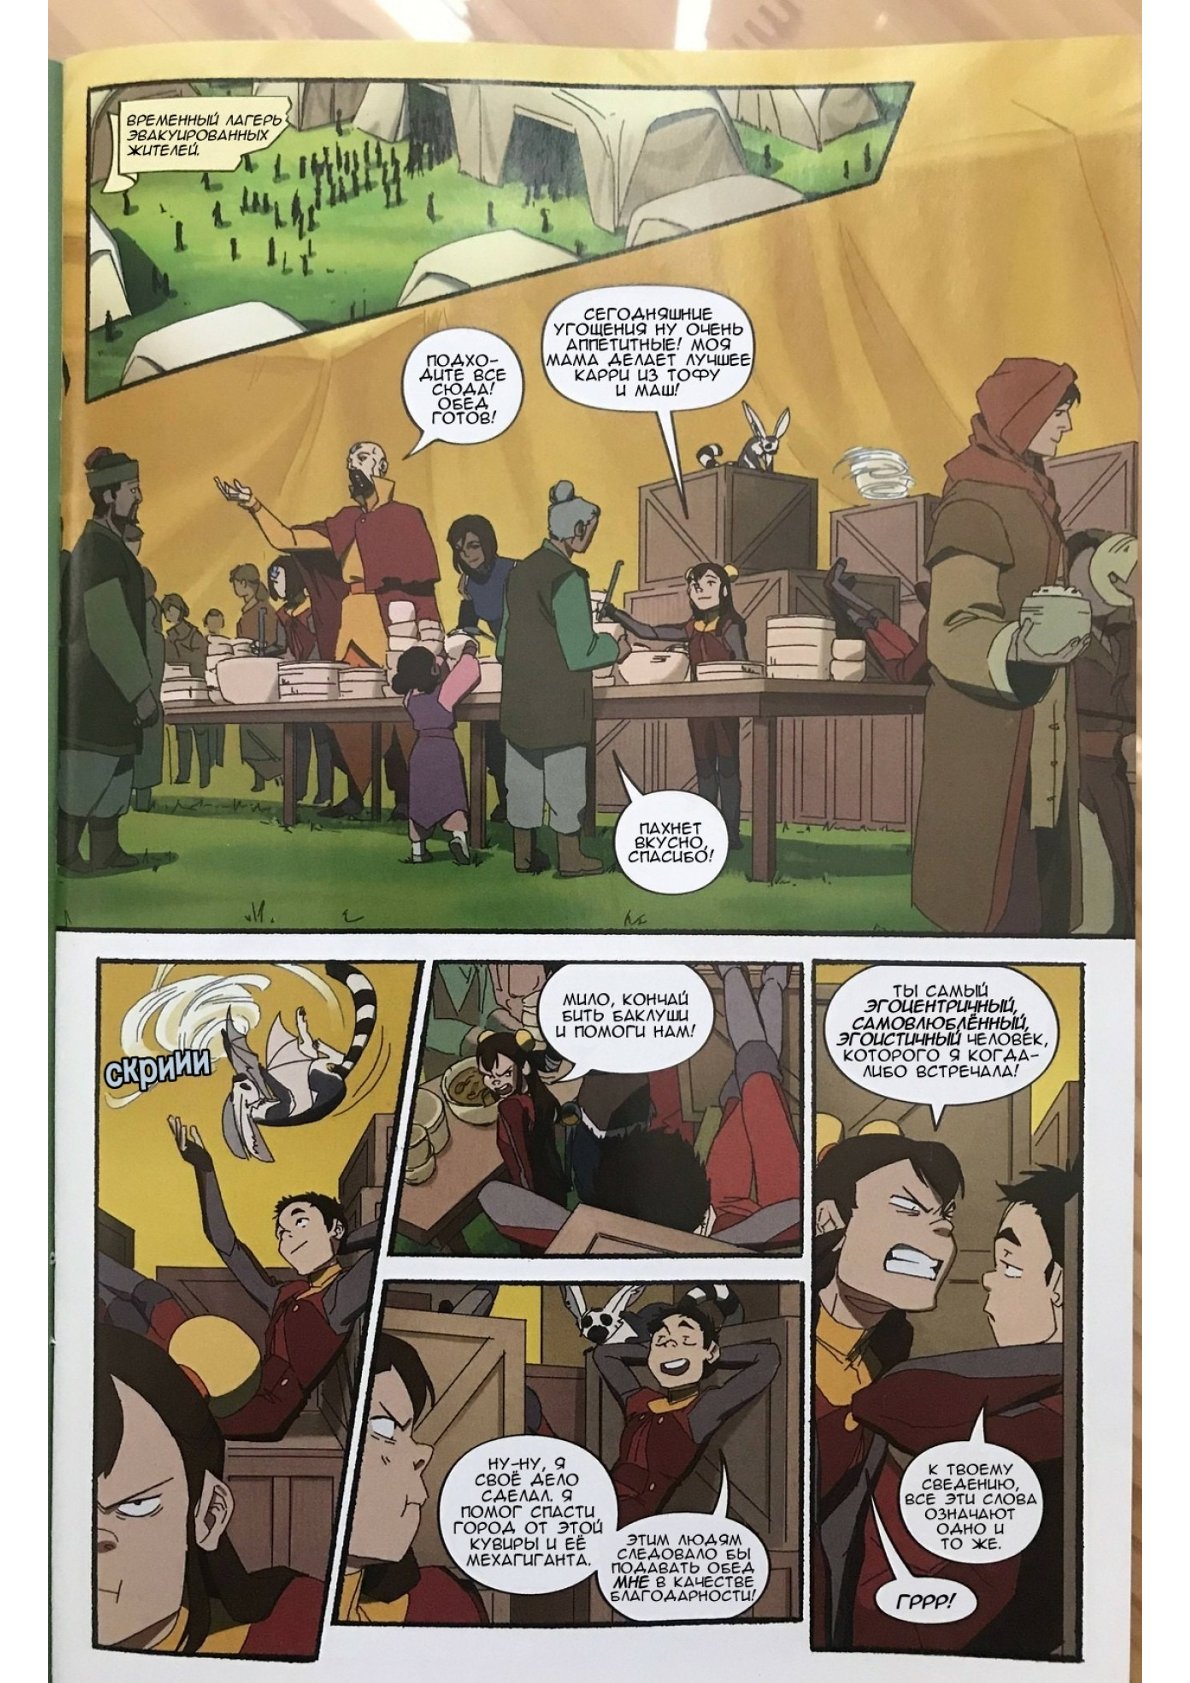 ВРЕМЕННЫЙ ЛАГЕРЬ
ЭВАКУИРОВАННЫХ
ЖИТЕЛЕЙ.
ПОДХО-
ДИТЕ ВСЕ
СЮДА!
ОБЕД
ГОТОВ!
СЕГОДНЯШНИЕ
УГОЩЕНИЯ НУ ОЧЕНЬ
АППЕТИТНЫЕ! МОЯ
МАМА ДЕЛАЕТ ЛУЧШЕЕ
КАРРИ ИЗ ТОФУ
И МАШ!
ПАХНЕТ
ВКУСНО,
СПАСИБО!
СКРИИИ
МИЛО, КОНЧАЙ
БИТЬ БАКЛУШИ
И ПОМОГИ НАМ!
НУ-НУ, Я
СВОЁ ДЕЛО
СДЕЛАЛ. Я
ПОМОГ СПАСТИ
ГОРОД ОТ ЭТОЙ
КУВИРЫ И ЕЁ
МЕХАГИГАНТА.
ЭТИМ ЛЮДЯМ
СЛЕДОВАЛО БЫ
ПОДАВАТЬ ОБЕД
МНЕ В КАЧЕСТВЕ
БЛАГОДАРНОСТИ!
ТЫ САМЫЙ
ЭГОЦЕНТРИЧНЫЙ,
САМОВЛЮБЛЁННЫЙ,
ЭГОИСТИЧНЫЙ ЧЕЛОВЕК,
КОТОРОГО Я КОГДА-
ЛИБО ВСТРЕЧАЛА!
К ТВОЕМУ
СВЕДЕНИЮ,
ВСЕ ЭТИ СЛОВА
ОЗНАЧАЮТ
ОДНО И
ТО ЖЕ.
ГРРР!